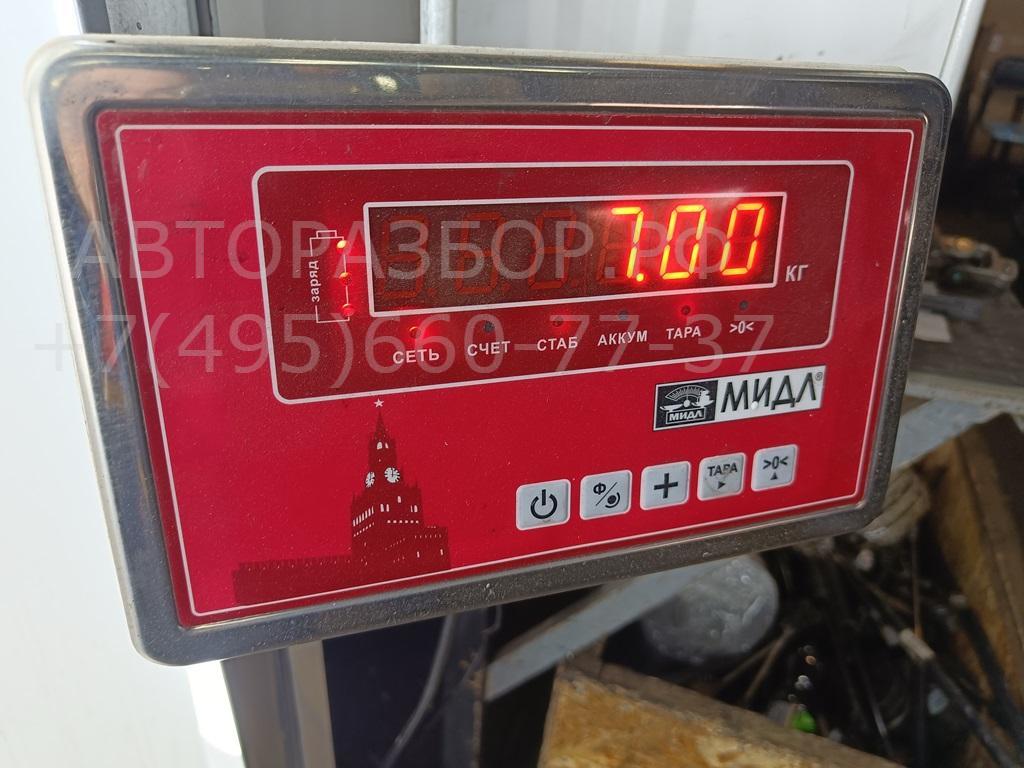 АВТОРАЗБОР.РФ
+7(495)660-77-37
заряд
7.00
КГ
СЕТЬ СЧЕТ СТАБ АККУМ ТАРА >0<
МИДЛ МИДЛ®
Ф/ + ТАРА >0<